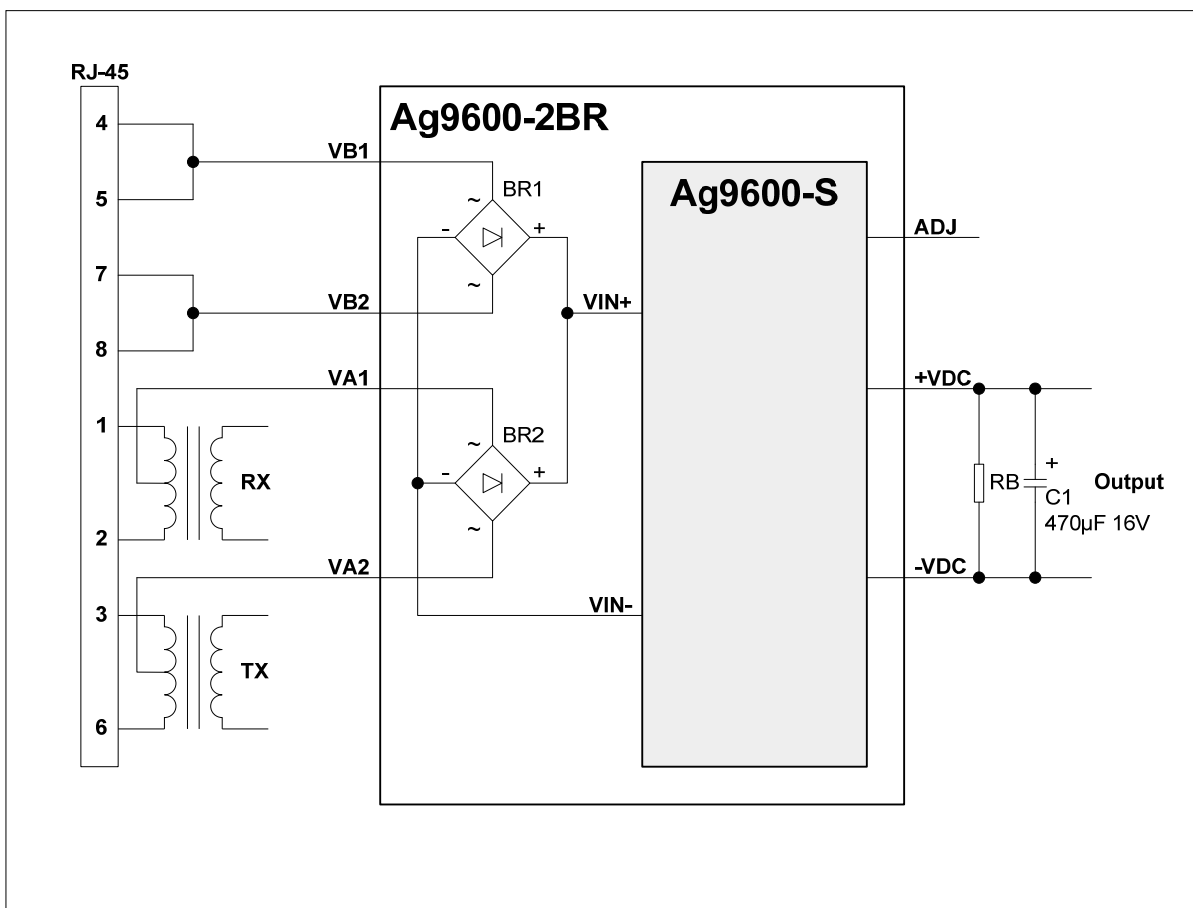 RJ-45
4
5
7
8
1
2
3
6
VB1
VB2
VA1
VA2
RX
TX
Ag9600-2BR
BR1
~
-
+
~
BR2
~
-
+
~
VIN+
VIN-
Ag9600-S
ADJ
+VDC
-VDC
RB
+
C1
470µF 16V
Output